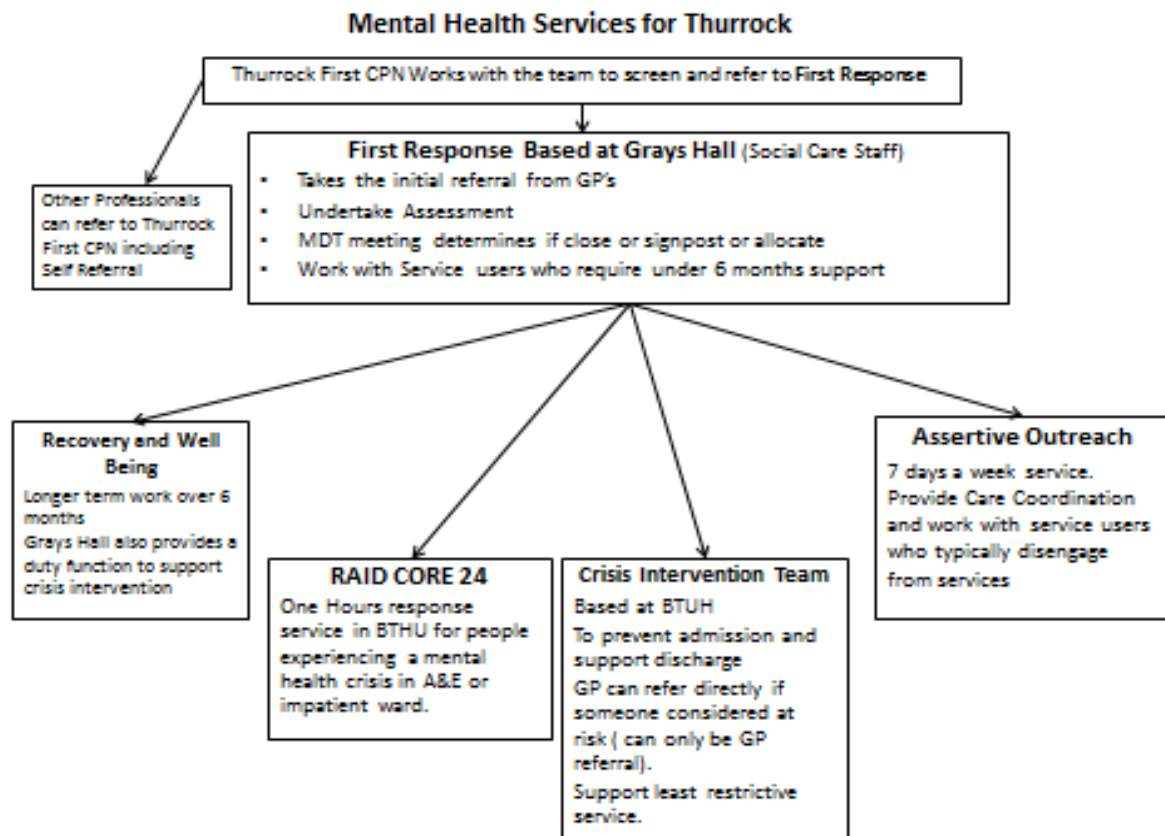 Mental Health Services for Thurrock
Thurrock First CPN Works with the team to screen and refer to First Response
First Response Based at Grays Hall (Social Care Staff)
▪ Takes the initial referral from GP's
▪ Undertake Assessment
▪ MDT meeting determines if close or signpost or allocate
▪ Work with Service users who require under 6 months support
Other Professionals
can refer to Thurrock
First CPN including
Self Referral
Recovery and Well
Being
Longer term work over 6
months
Grays Hall also provides a
duty function to support
crisis intervention
RAID CORE 24
One Hours response
service in BTHU for people
experiencing a mental
health crisis in A&E or
impatient ward.
Crisis Intervention Team
Based at BTUH
To prevent admission and
support discharge
GP can refer directly if
someone considered at
risk ( can only be GP
referral).
Support least restrictive
service.
Assertive Outreach
7 days a week service.
Provide Care Coordination
and work with service users
who typically disengage
from services